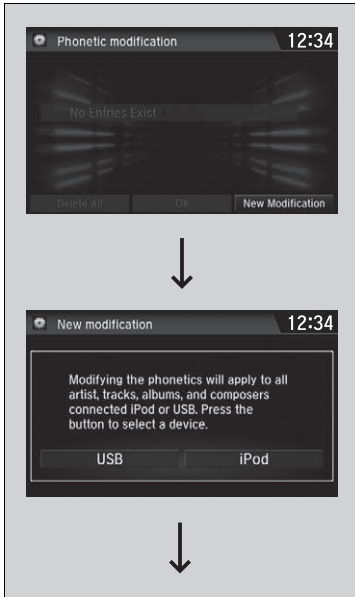 Phonetic modification
12:34
No Entries Exist
Delete All
OK
New Modification
New modification
12:34
Modifying the phonetics will apply to all
artist, tracks, albums, and composers
connected iPod or USB. Press the
button to select a device.
USB
iPod